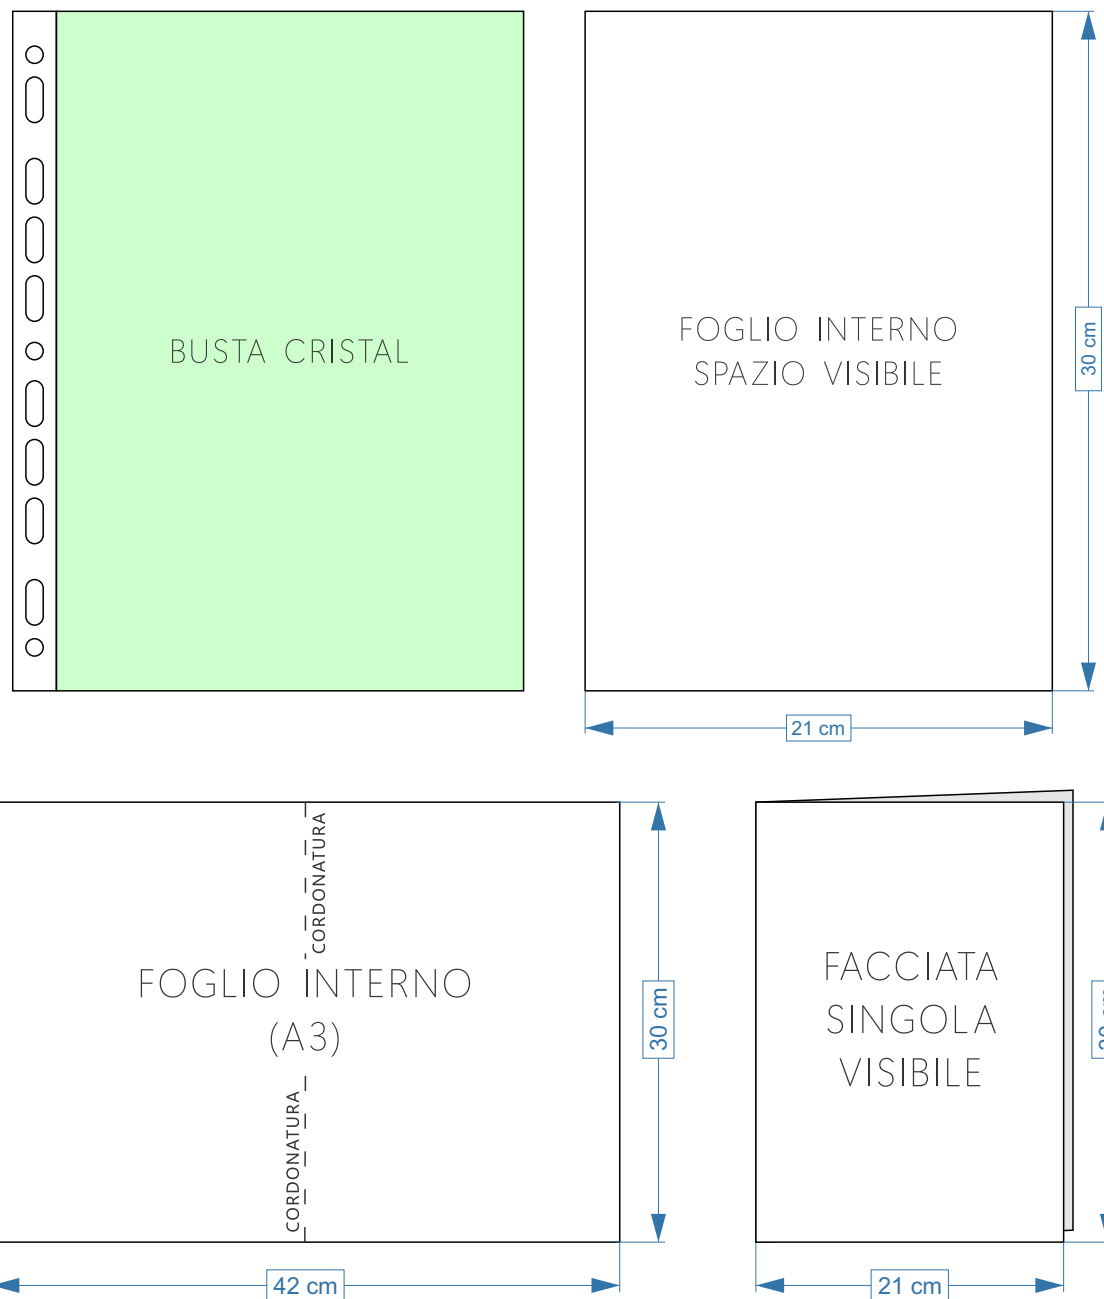 BUSTA CRISTAL
FOGLIO INTERNO
SPAZIO VISIBILE
30 cm
21 cm
CORDONATURA
FOGLIO INTERNO
(A3)
CORDONATURA
30 cm
42 cm
FACCIATA
SINGOLA
VISIBILE
21 cm